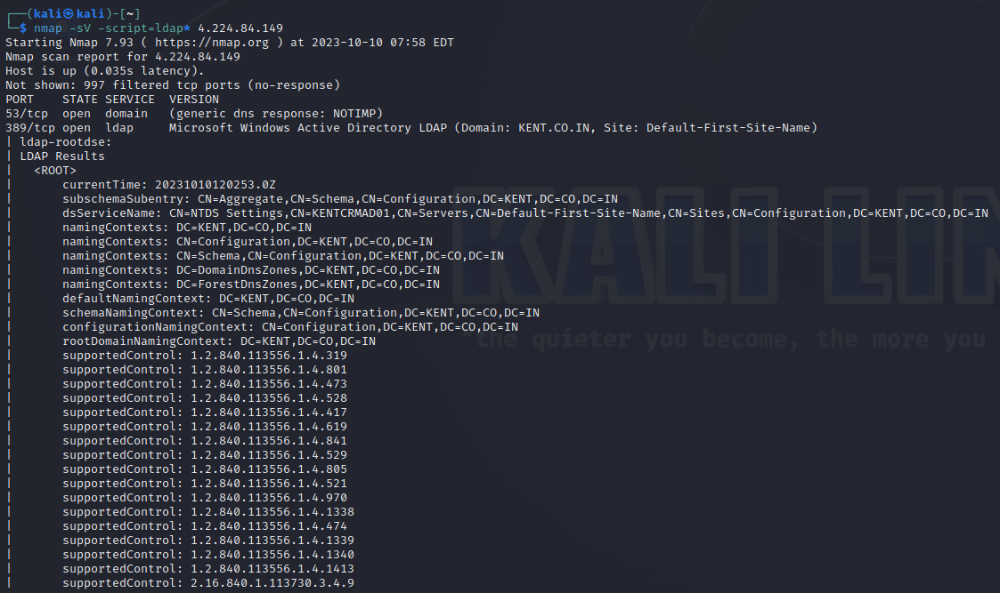 ┌──(kali㉿kali)-[~]
└─$ nmap -sV -script=ldap* 4.224.84.149
Starting Nmap 7.93 ( https://nmap.org ) at 2023-10-10 07:58 EDT
Nmap scan report for 4.224.84.149
Host is up (0.035s latency).
Not shown: 997 filtered tcp ports (no-response)
PORT    STATE SERVICE  VERSION
53/tcp  open  domain   (generic dns response: NOTIMP)
389/tcp open  ldap     Microsoft Windows Active Directory LDAP (Domain: KENT.CO.IN, Site: Default-First-Site-Name)
| ldap-rootdse:
| LDAP Results
|   <ROOT>
|       currentTime: 20231010120253.0Z
|       subschemaSubentry: CN=Aggregate,CN=Schema,CN=Configuration,DC=KENT,DC=CO,DC=IN
|       dsServiceName: CN=NTDS Settings,CN=KENTCRMAD01,CN=Servers,CN=Default-First-Site-Name,CN=Sites,CN=Configuration,DC=KENT,DC=CO,DC=IN
|       namingContexts: DC=KENT,DC=CO,DC=IN
|       namingContexts: CN=Configuration,DC=KENT,DC=CO,DC=IN
|       namingContexts: CN=Schema,CN=Configuration,DC=KENT,DC=CO,DC=IN
|       namingContexts: DC=DomainDnsZones,DC=KENT,DC=CO,DC=IN
|       namingContexts: DC=ForestDnsZones,DC=KENT,DC=CO,DC=IN
|       defaultNamingContext: DC=KENT,DC=CO,DC=IN
|       schemaNamingContext: CN=Schema,CN=Configuration,DC=KENT,DC=CO,DC=IN
|       configurationNamingContext: CN=Configuration,DC=KENT,DC=CO,DC=IN
|       rootDomainNamingContext: DC=KENT,DC=CO,DC=IN
|       supportedControl: 1.2.840.113556.1.4.319
|       supportedControl: 1.2.840.113556.1.4.801
|       supportedControl: 1.2.840.113556.1.4.473
|       supportedControl: 1.2.840.113556.1.4.528
|       supportedControl: 1.2.840.113556.1.4.417
|       supportedControl: 1.2.840.113556.1.4.619
|       supportedControl: 1.2.840.113556.1.4.841
|       supportedControl: 1.2.840.113556.1.4.529
|       supportedControl: 1.2.840.113556.1.4.805
|       supportedControl: 1.2.840.113556.1.4.521
|       supportedControl: 1.2.840.113556.1.4.970
|       supportedControl: 1.2.840.113556.1.4.1338
|       supportedControl: 1.2.840.113556.1.4.474
|       supportedControl: 1.2.840.113556.1.4.1339
|       supportedControl: 1.2.840.113556.1.4.1340
|       supportedControl: 1.2.840.113556.1.4.1413
|       supportedControl: 2.16.840.1.113730.3.4.9
KALI LIN
"the quieter you become, the more you